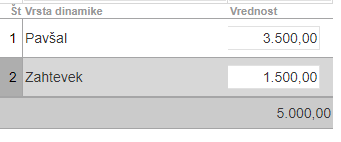 Št Vrsta dinamike Vrednost
1 Pavšal 3.500,00
2 Zahtevek 1.500,00
5.000,00